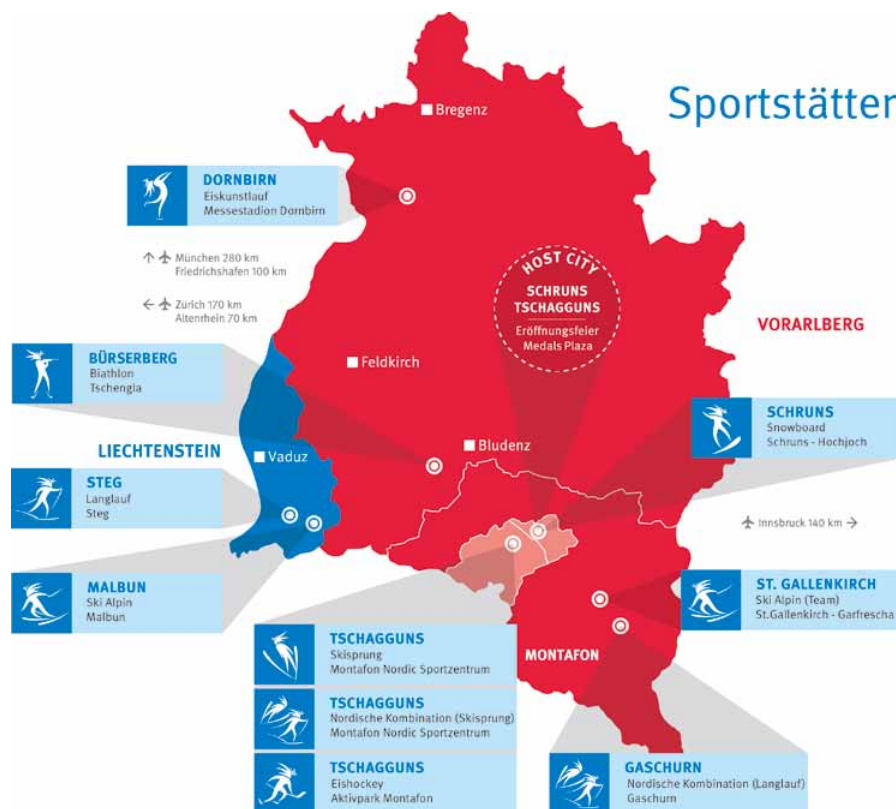 Sportstätten
Bregenz
DORNBIRN
Eiskunstlauf
Messestadion Dornbirn
München 280 km
Friedrichshafen 100 km
Zürich 170 km
Altenrhein 70 km
HOST CITY
SCHRUNS
TSCHAGGUNS
Eröffnungsfeier
Medals Plaza
VORARLBERG
BÜRSERBERG
Biathlon
Tschengla
Feldkirch
SCHRUNS
Snowboard
Schruns - Hochjoch
LIECHTENSTEIN
Vaduz
Bludenz
STEG
Langlauf
Steg
Innsbruck 140 km
MALBUN
Ski Alpin
Malbun
ST. GALLENKIRCH
Ski Alpin (Team)
St.Gallenkirch - Garfrescha
TSCHAGGUNS
Skisprung
Montafon Nordic Sportzentrum
MONTAFON
TSCHAGGUNS
Nordische Kombination (Skisprung)
Montafon Nordic Sportzentrum
TSCHAGGUNS
Eishockey
Aktivpark Montafon
GASCHURN
Nordische Kombination (Langlauf)
Gaschurn